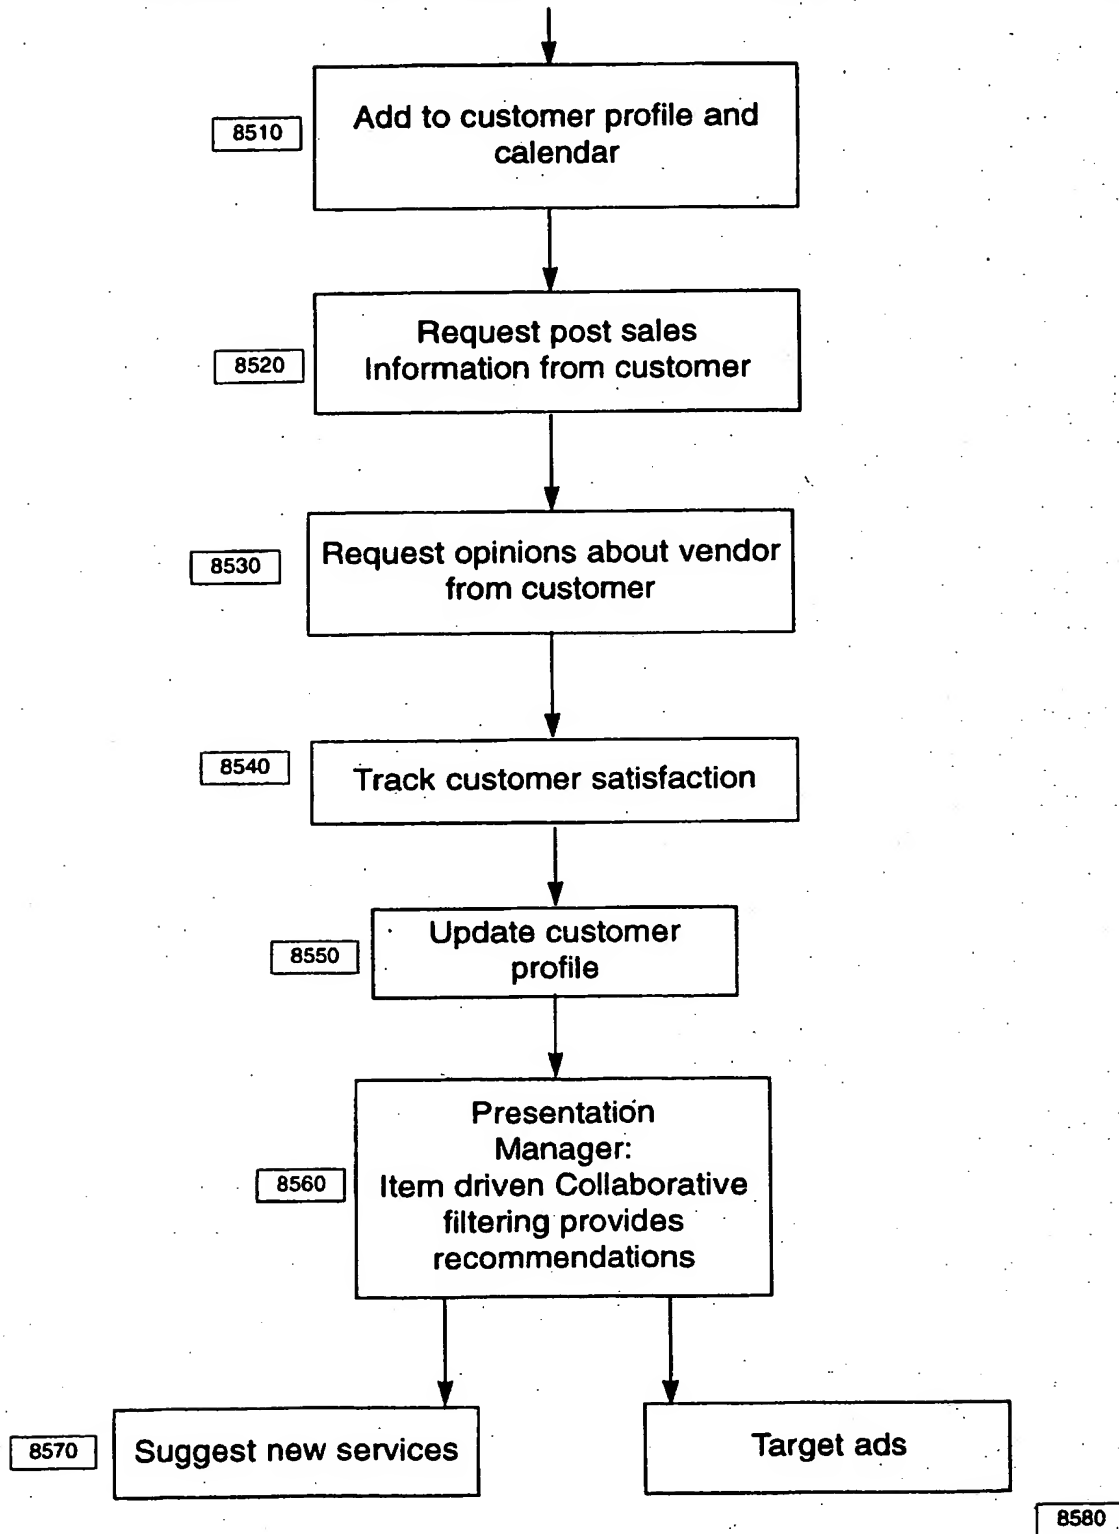 8510
Add to customer profile and
calendar
8520
Request post sales
Information from customer
8530
Request opinions about vendor
from customer
8540
Track customer satisfaction
8550
Update customer
profile
8560
Presentation
Manager:
Item driven Collaborative
filtering provides
recommendations
8570
Suggest new services
Target ads
8580